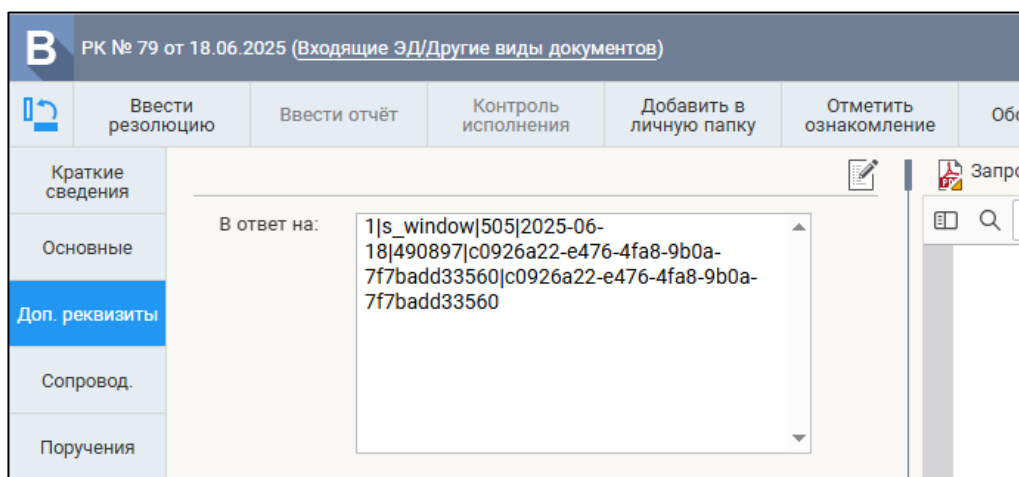 В РК № 79 от 18.06.2025 (Входящие ЭД/Другие виды документов)
Ввести резолюцию
Ввести отчёт
Контроль исполнения
Добавить в личную папку
Отметить ознакомление
Обс
Краткие сведения
Запро
Основные
Доп. реквизиты
Сопровод.
Поручения
В ответ на:
1|s_window|505|2025-06-
18|490897|c0926a22-e476-4fa8-9b0a-
7f7badd33560|c0926a22-e476-4fa8-9b0a-
7f7badd33560